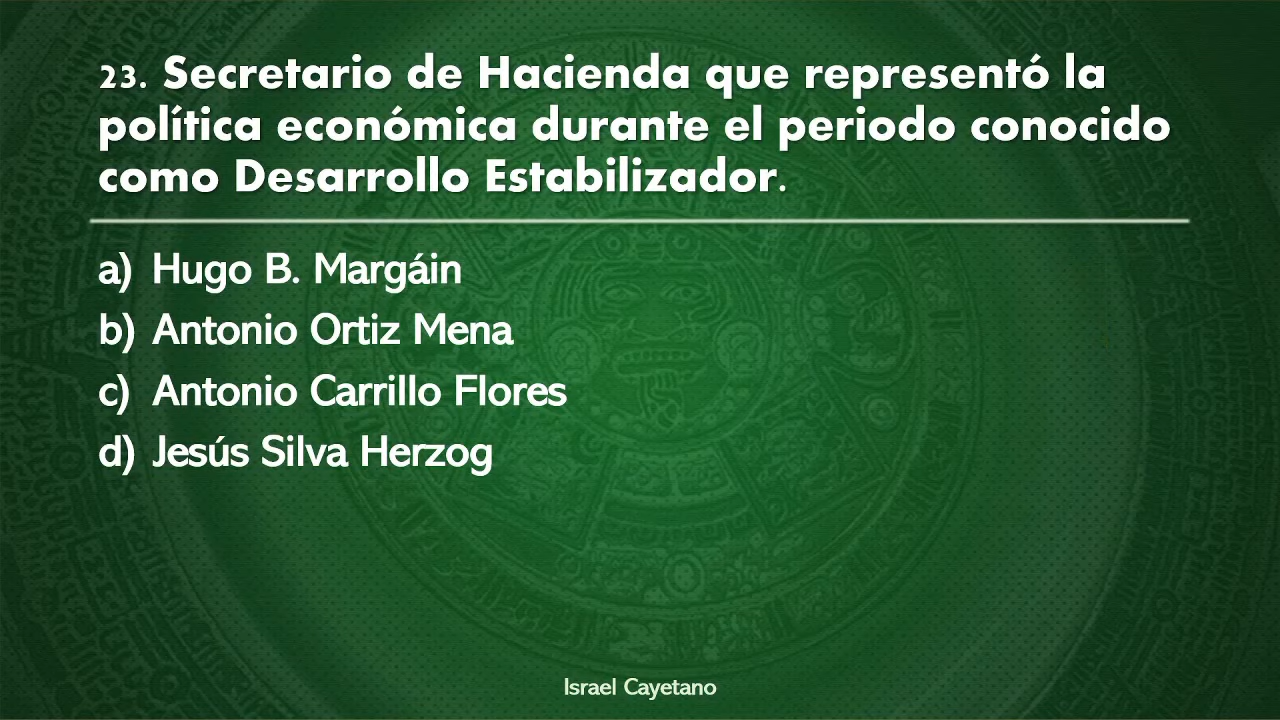 23. Secretario de Hacienda que representó la
política económica durante el periodo conocido
como Desarrollo Estabilizador.
a) Hugo B. Margáin
b) Antonio Ortiz Mena
c) Antonio Carrillo Flores
d) Jesús Silva Herzog
Israel Cayetano